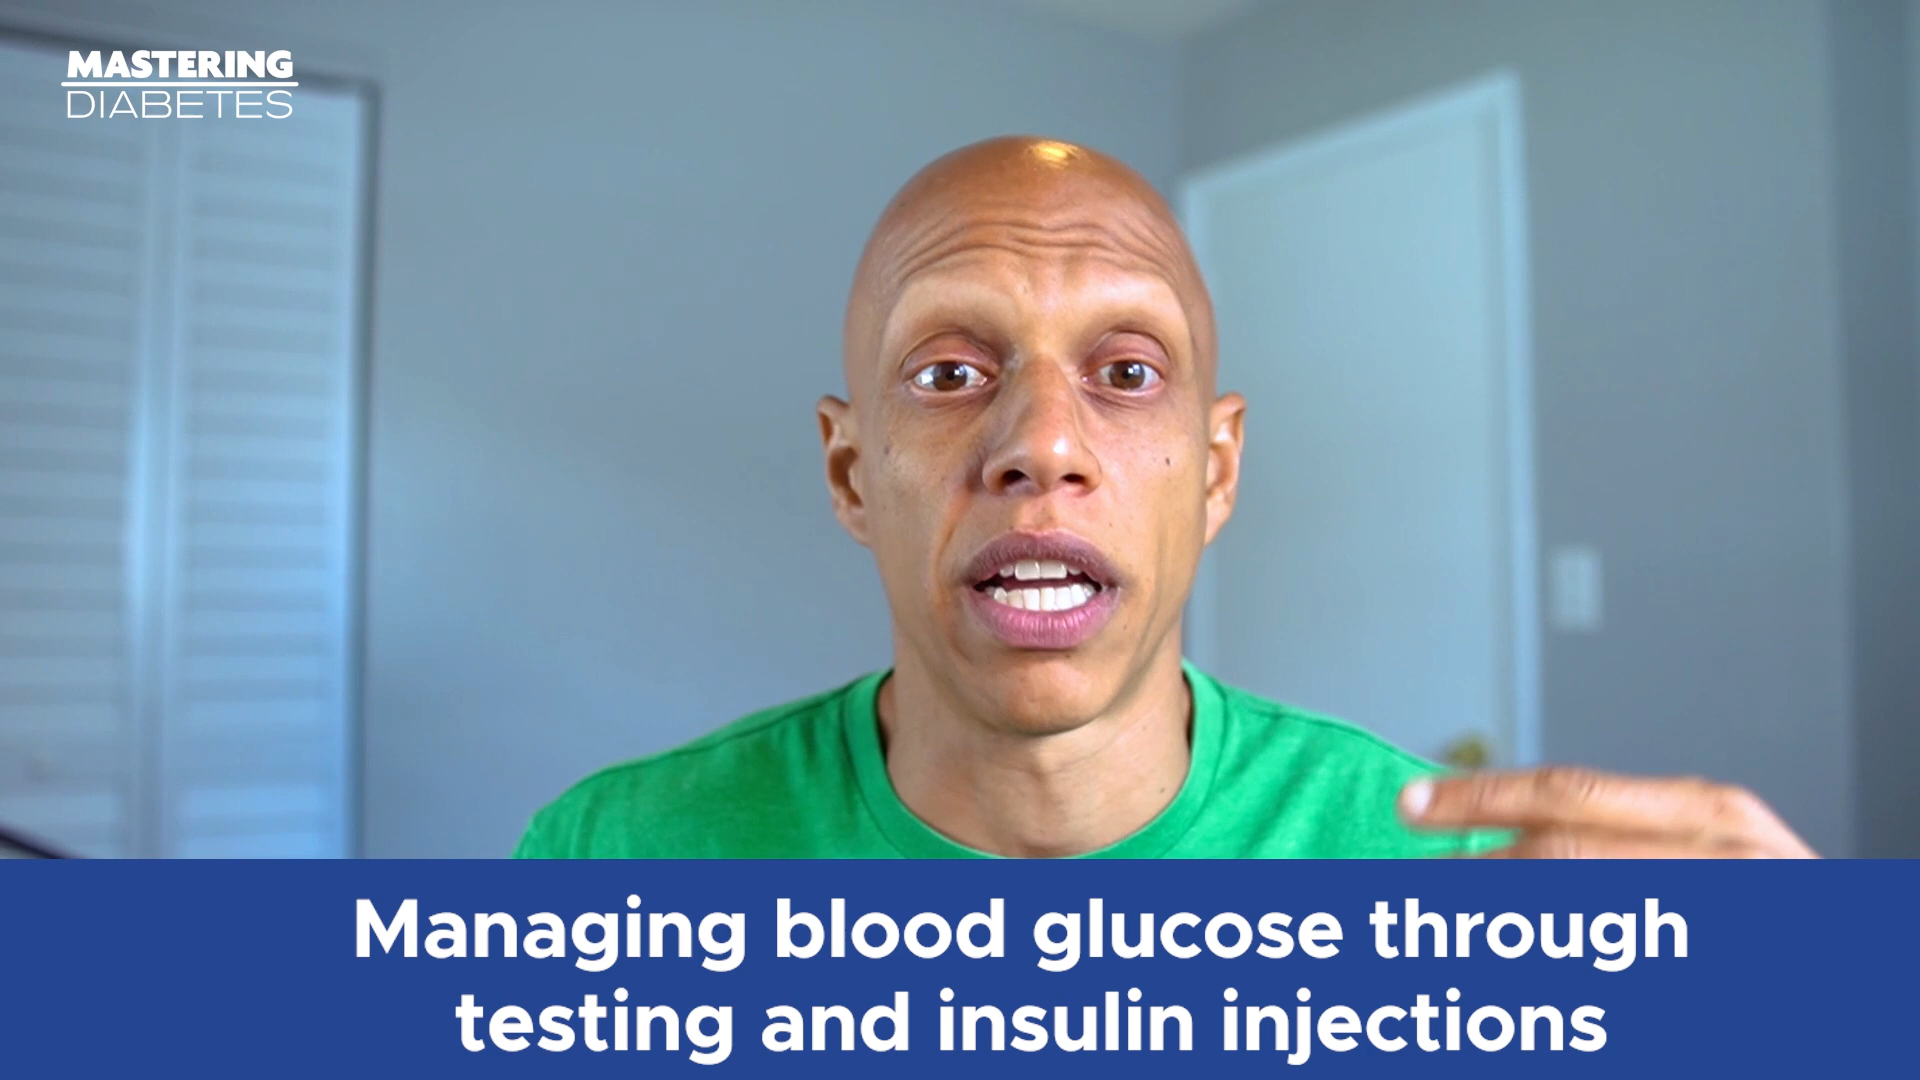 MASTERING
DIABETES
Managing blood glucose through
testing and insulin injections